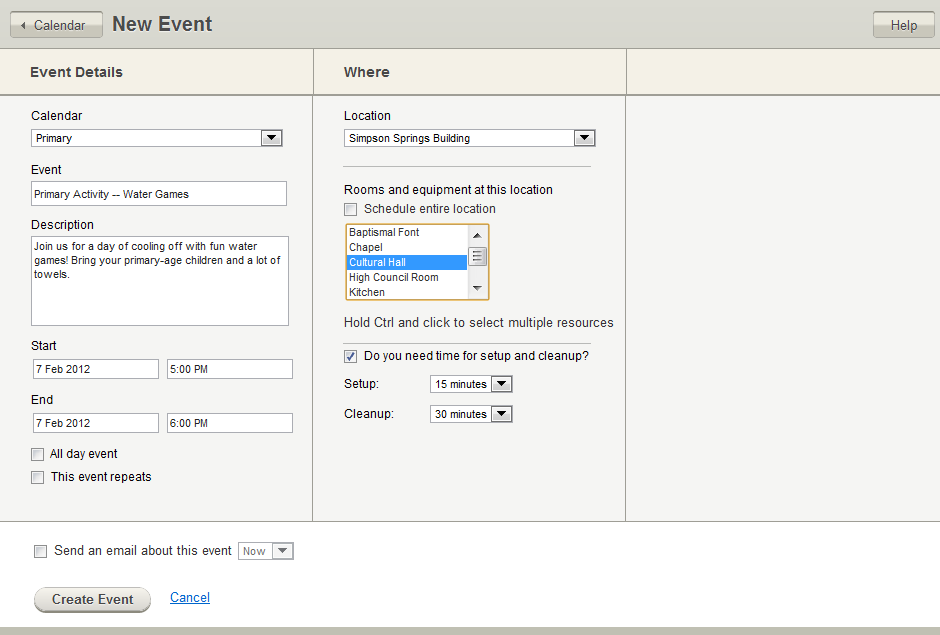 Calendar
New Event
Help
Event Details
Where
Calendar
Primary
Event
Primary Activity -- Water Games
Description
Join us for a day of cooling off with fun water
games! Bring your primary-age children and a lot of
towels.
Start
7 Feb 2012
5:00 PM
End
7 Feb 2012
6:00 PM
All day event
This event repeats
Location
Simpson Springs Building
Rooms and equipment at this location
Schedule entire location
Baptismal Font
Chapel
Cultural Hall
High Council Room
Kitchen
Hold Ctrl and click to select multiple resources
Do you need time for setup and cleanup?
Setup:
15 minutes
Cleanup:
30 minutes
Send an email about this event
Now
Create Event
Cancel